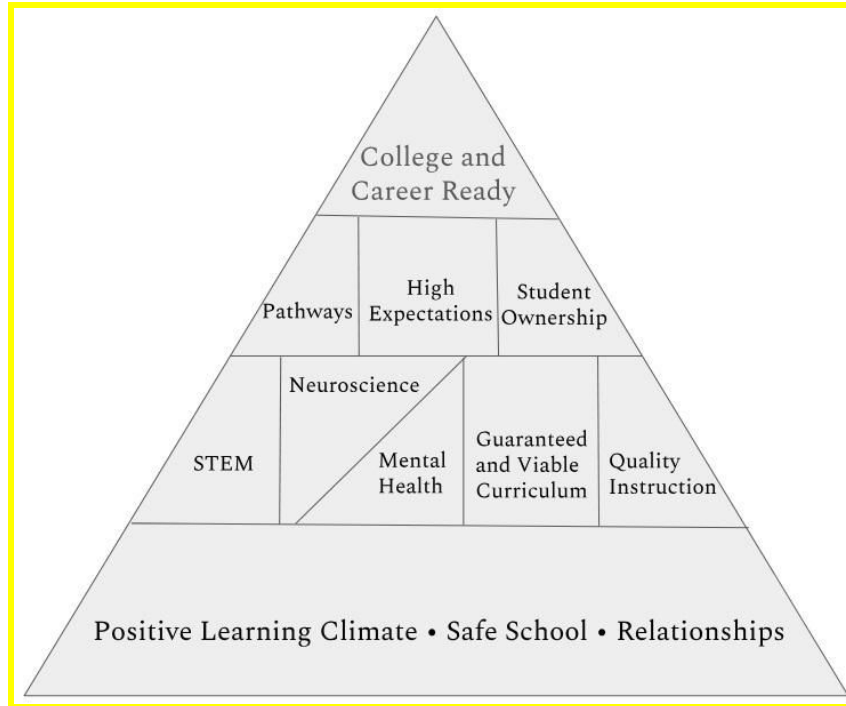 College and
Career Ready
Pathways
High
Expectations
Student
Ownership
STEM
Neuroscience
Mental
Health
Guaranteed
and Viable
Curriculum
Quality
Instruction
Positive Learning Climate • Safe School • Relationships